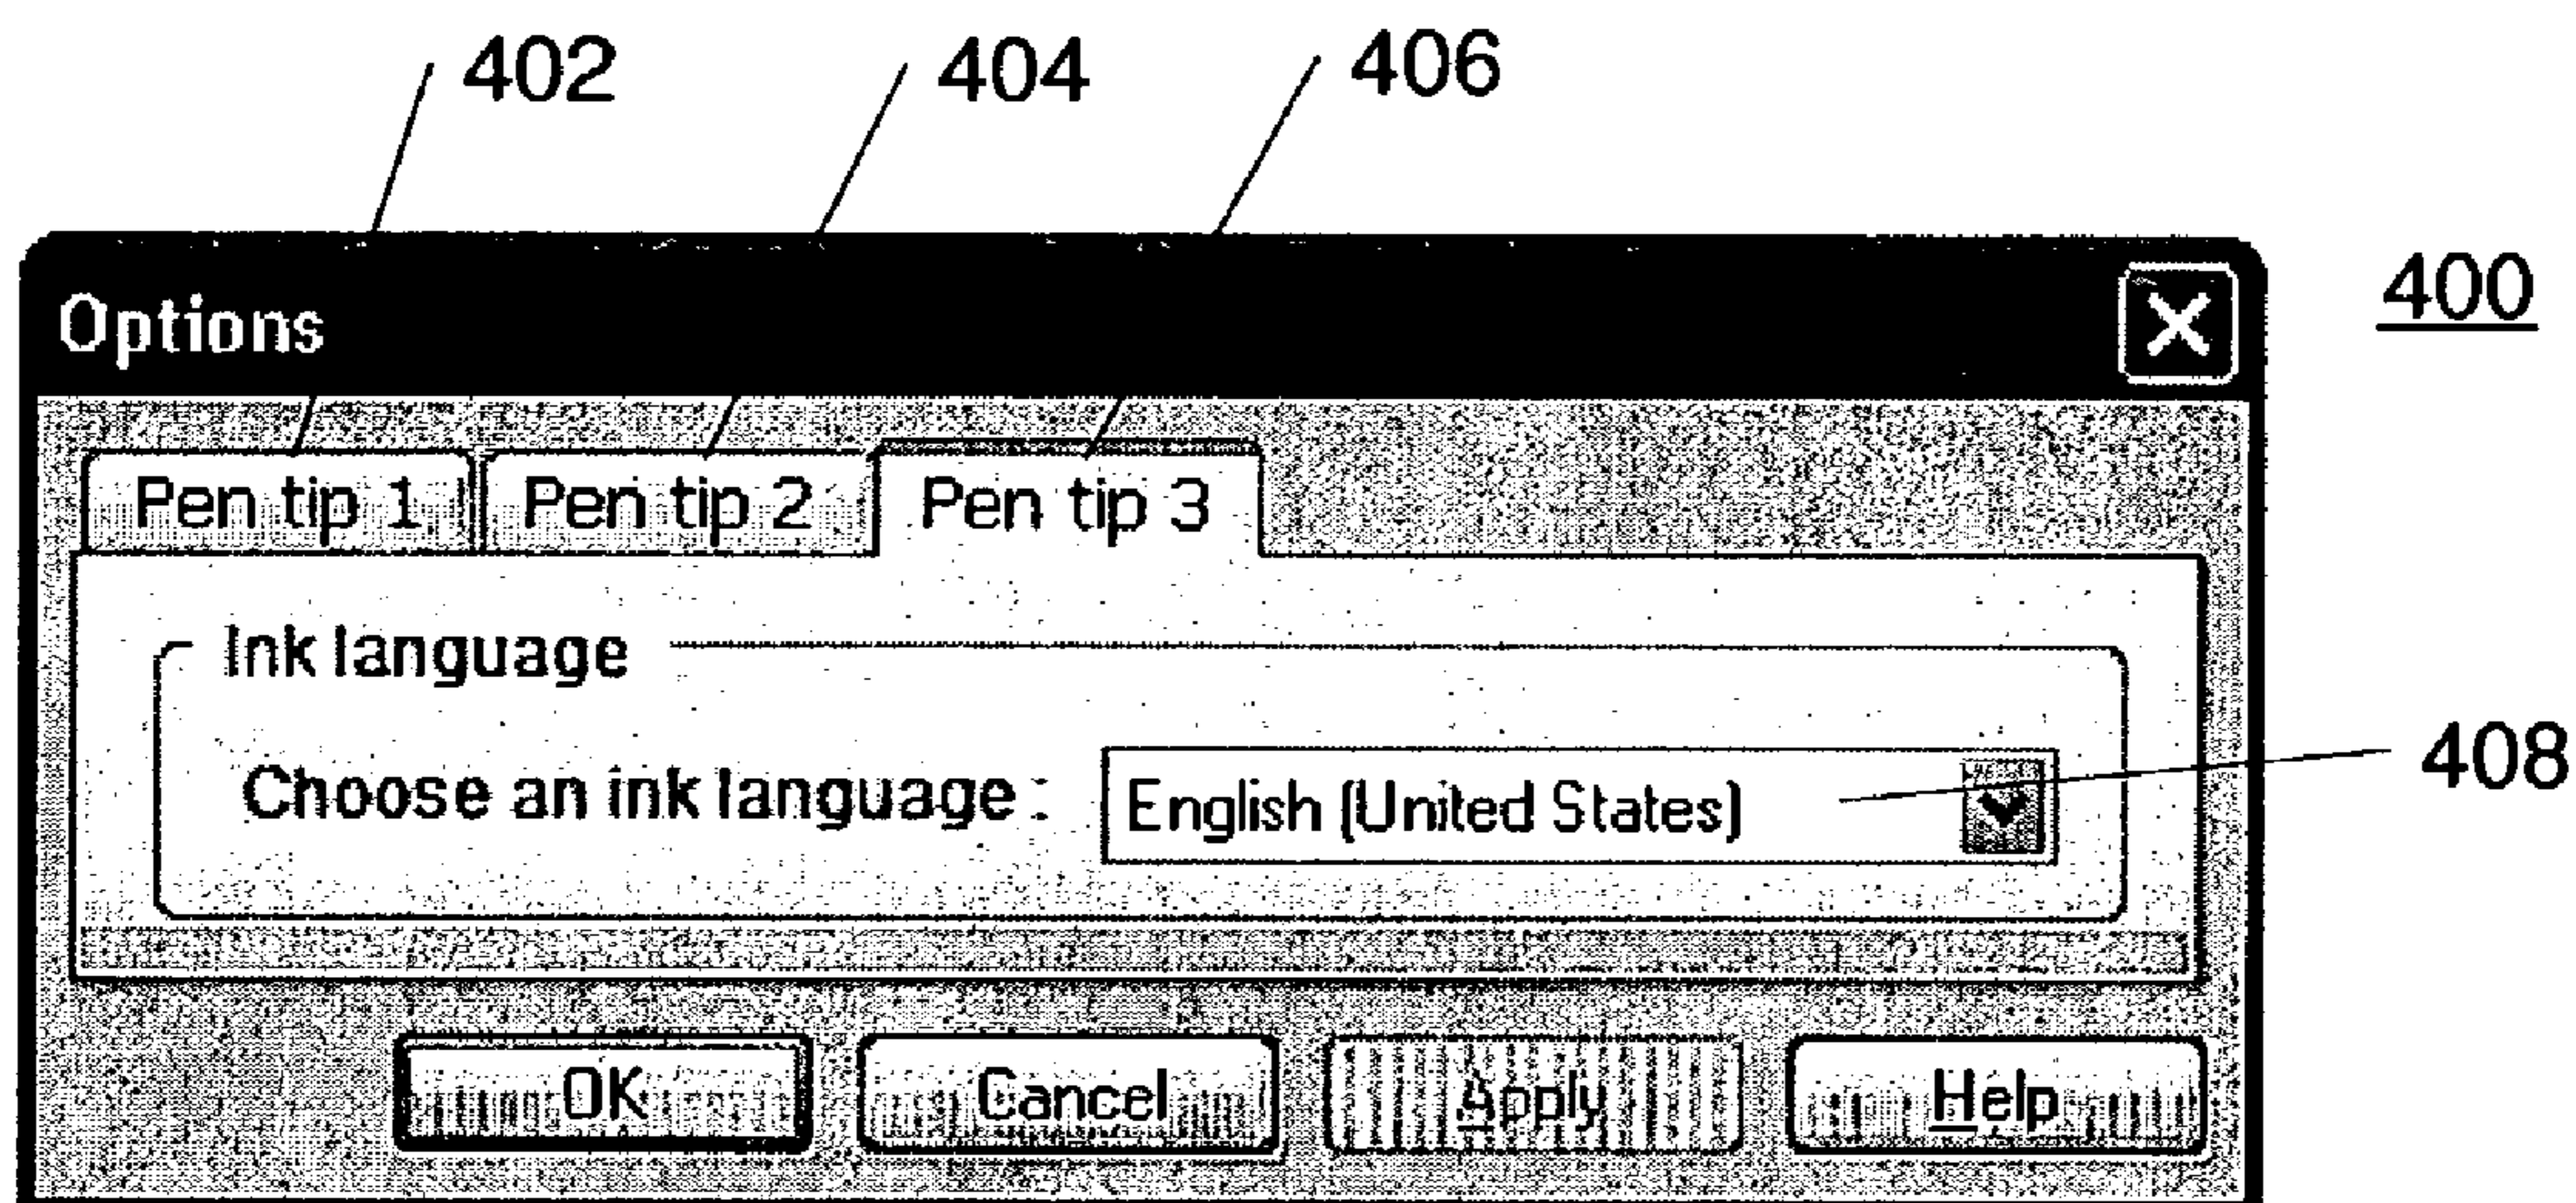 402 404 406
Options
400
Pen tip 1 Pen tip 2 Pen tip 3
Ink language
Choose an ink language : English (United States)
408
OK Cancel Apply Help